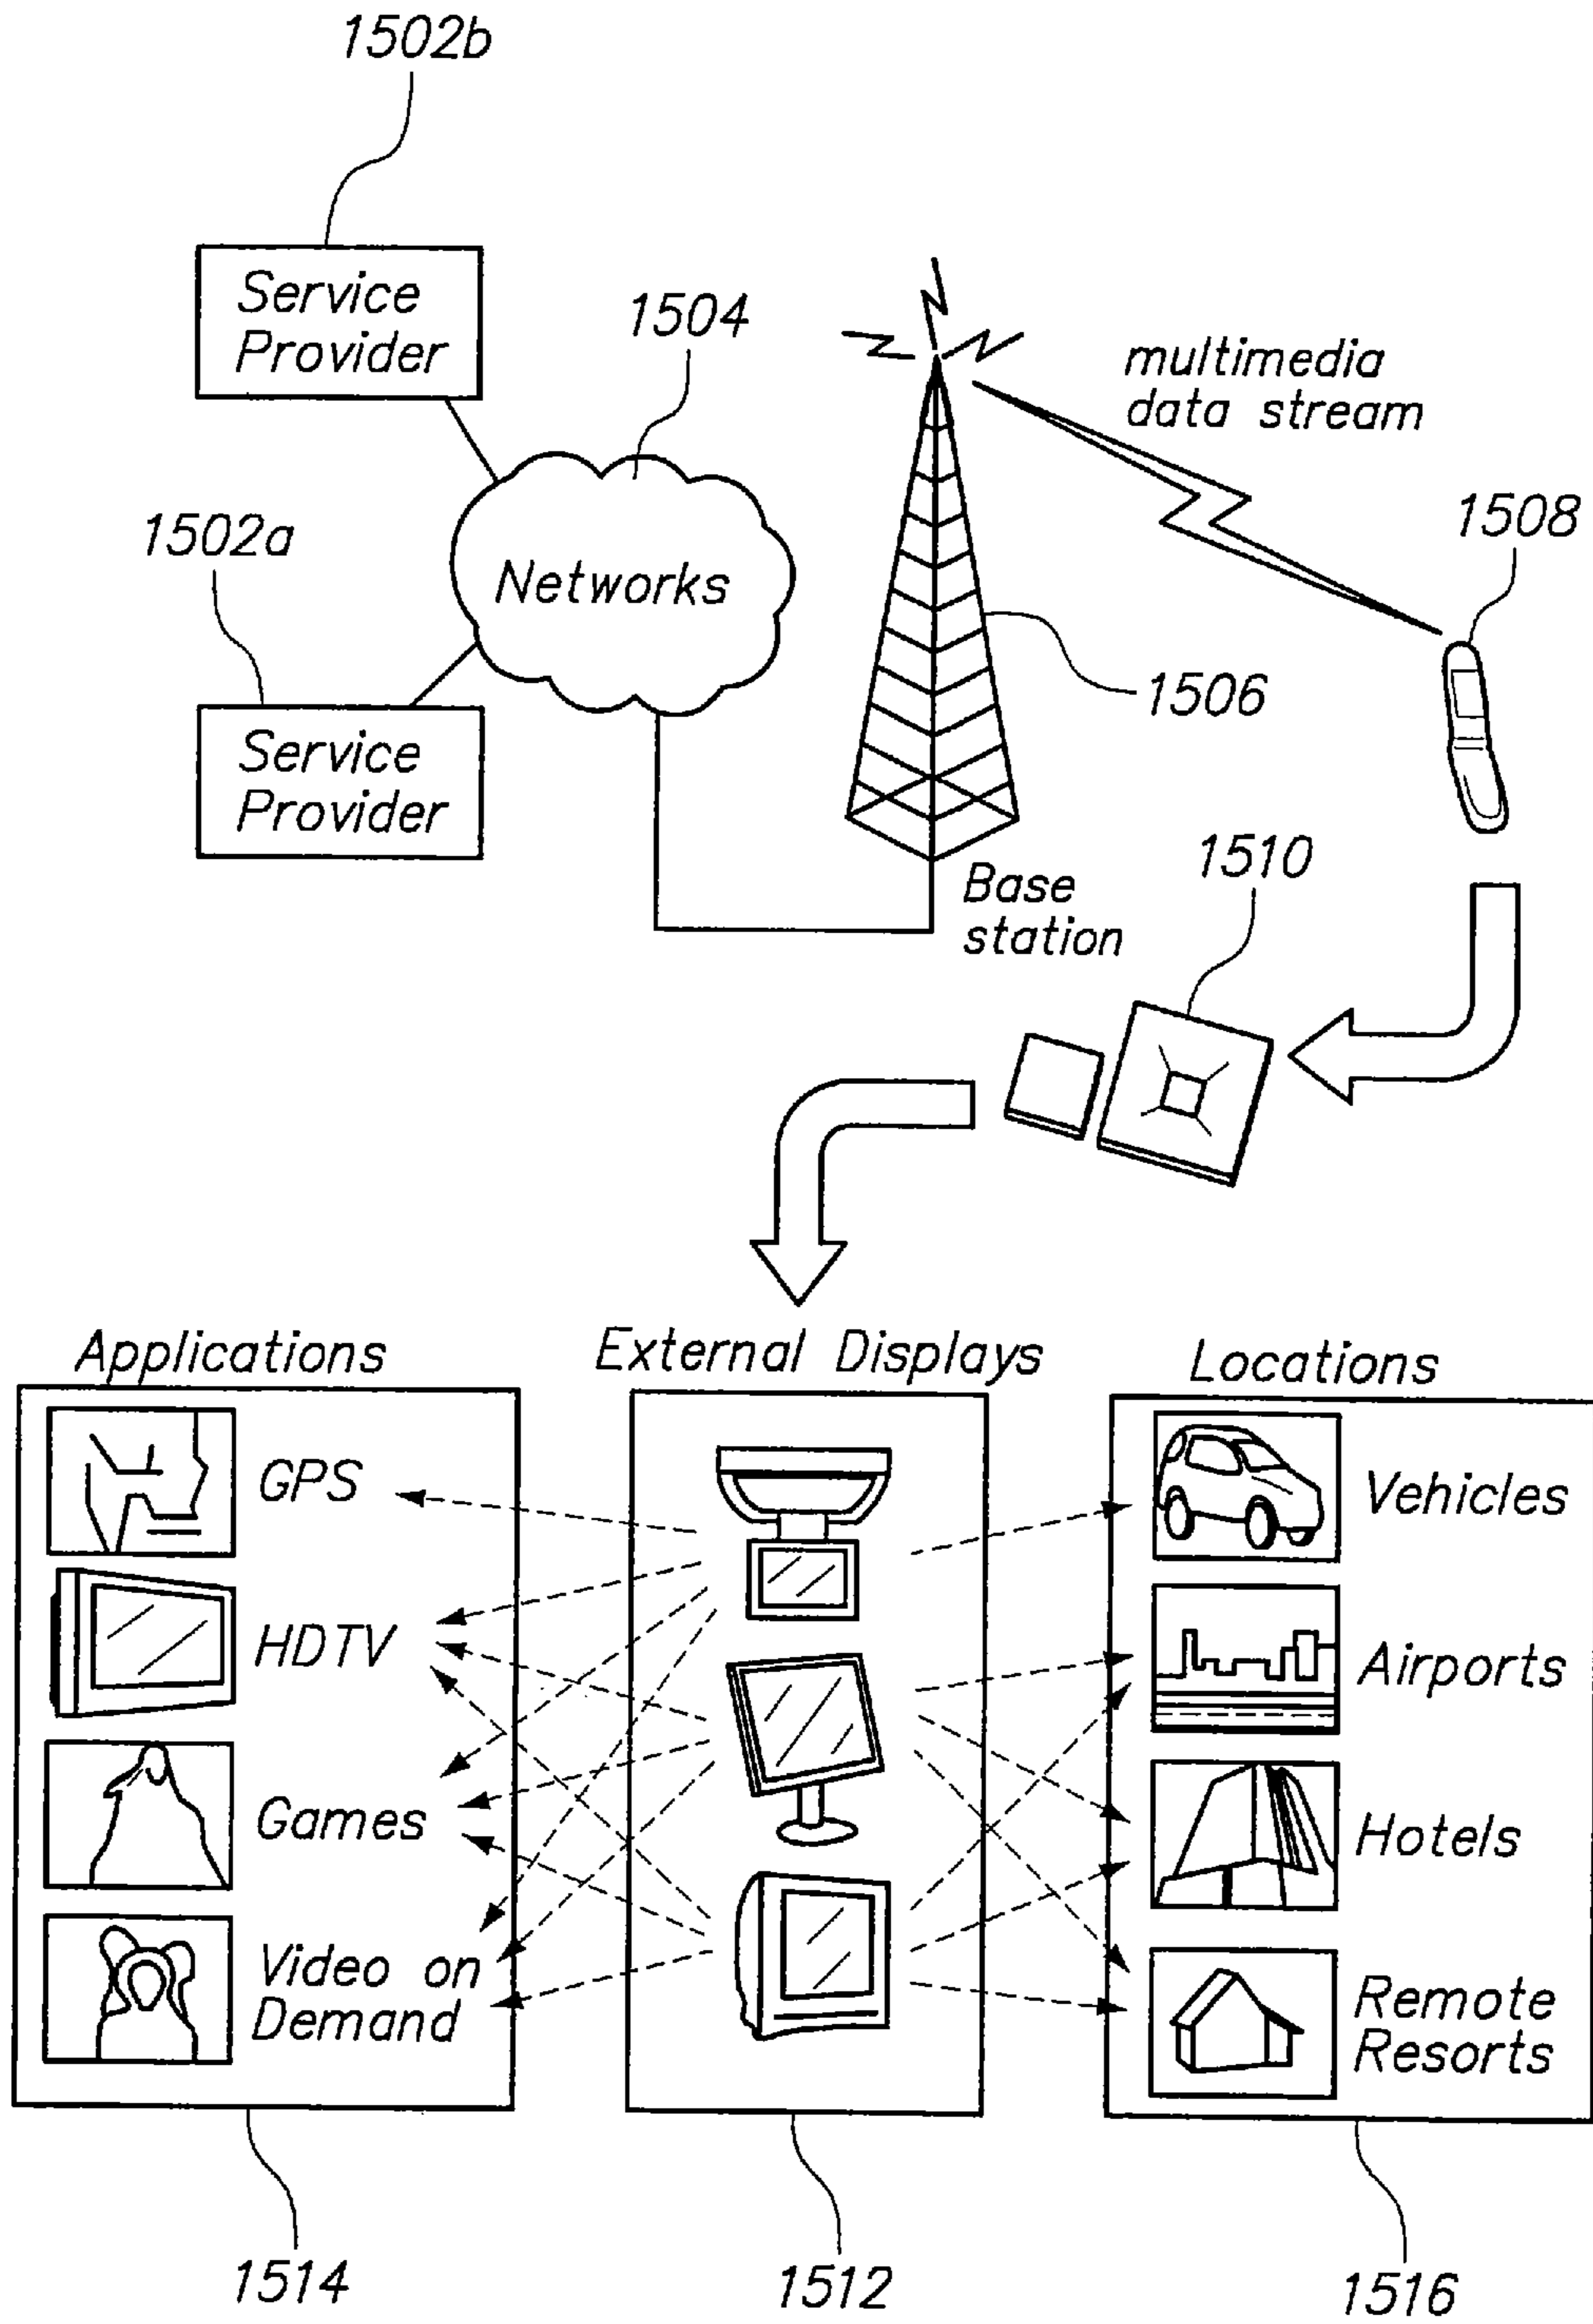 1502b
Service
Provider
1504
multimedia
data stream
1502a
Networks
1508
1506
Service
Provider
1510
Base
station
Applications
External Displays
Locations
GPS
Vehicles
HDTV
Airports
Games
Hotels
Video on
Demand
Remote
Resorts
1514
1512
1516